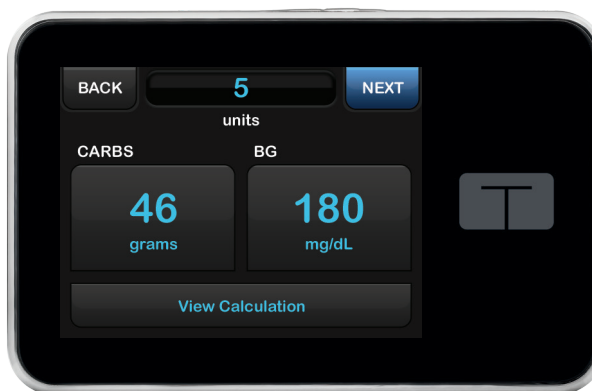 BACK
5
NEXT
units
CARBS
BG
46
180
grams
mg/dL
View Calculation